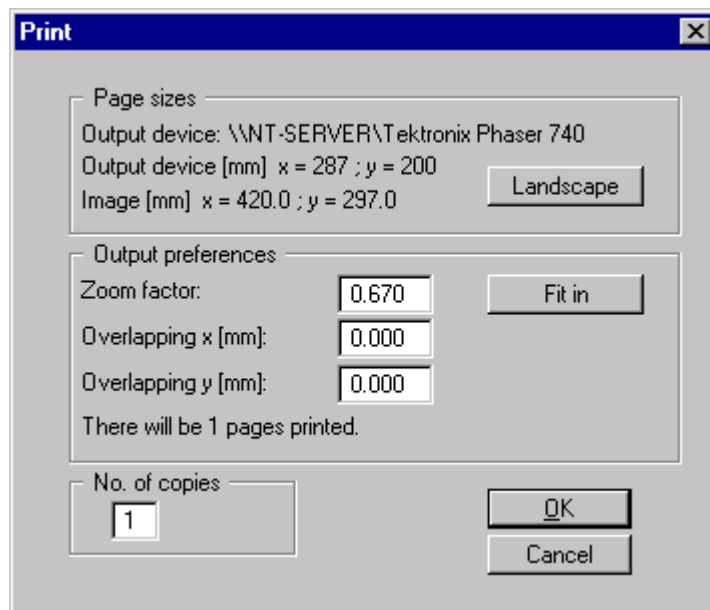 Print
Page sizes
Output device: \\NT-SERVER\Tektronix Phaser 740
Output device [mm]  x = 287 ; y = 200
Image [mm]  x = 420.0 ; y = 297.0
Landscape
Output preferences
Zoom factor: 0.670 Fit in
Overlapping x [mm]: 0.000
Overlapping y [mm]: 0.000
There will be 1 pages printed.
No. of copies
1
OK
Cancel